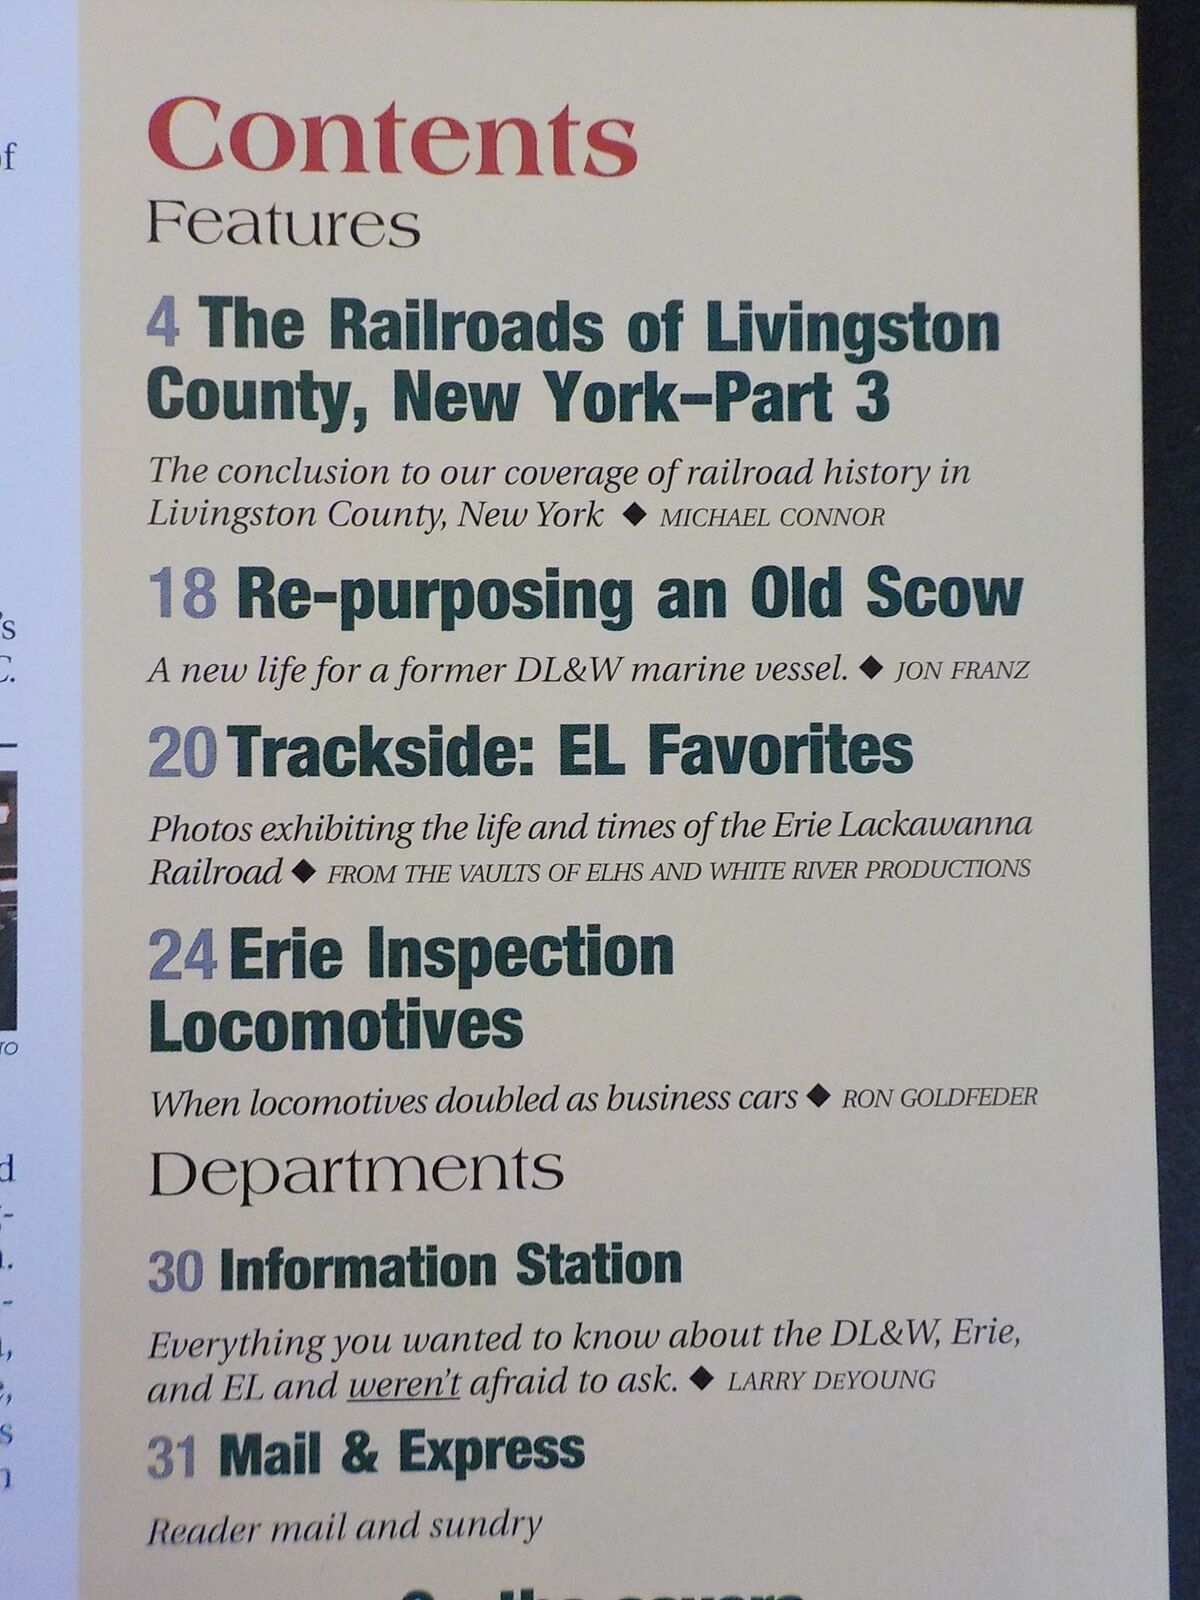 Contents
Features
4 The Railroads of Livingston
County, New York–Part 3
The conclusion to our coverage of railroad history in
Livingston County, New York ◆ MICHAEL CONNOR
18 Re-purposing an Old Scow
A new life for a former DL&W marine vessel. ◆ JON FRANZ
20 Trackside: EL Favorites
Photos exhibiting the life and times of the Erie Lackawanna
Railroad ◆ FROM THE VAULTS OF ELHS AND WHITE RIVER PRODUCTIONS
24 Erie Inspection
Locomotives
When locomotives doubled as business cars ◆ RON GOLDFEDER
Departments
30 Information Station
Everything you wanted to know about the DL&W, Erie,
and EL and weren't afraid to ask. ◆ LARRY DEYOUNG
31 Mail & Express
Reader mail and sundry